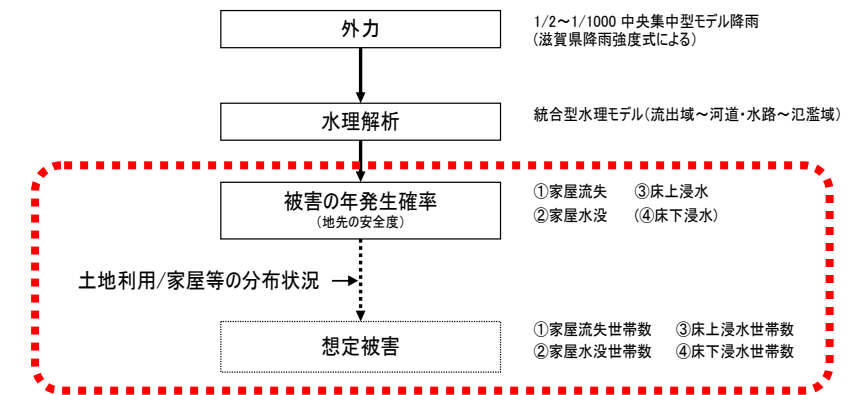 外力
1/2～1/1000 中央集中型モデル降雨
(滋賀県降雨強度式による)
水理解析
統合型水理モデル(流出域～河道・水路～氾濫域)
被害の年発生確率
(地先の安全度)
①家屋流失 ③床上浸水
②家屋水没 (④床下浸水)
土地利用/家屋等の分布状況
想定被害
①家屋流失世帯数 ③床上浸水世帯数
②家屋水没世帯数 ④床下浸水世帯数